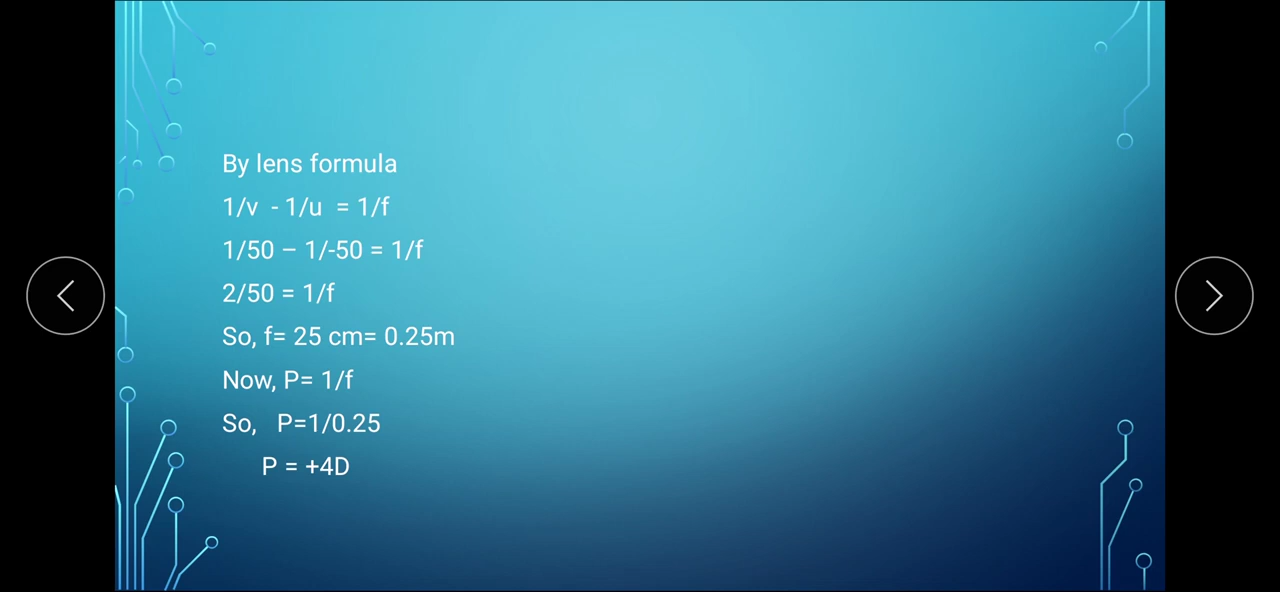 By lens formula
1/v - 1/u = 1/f
1/50 – 1/-50 = 1/f
2/50 = 1/f
So, f= 25 cm= 0.25m
Now, P= 1/f
So, P=1/0.25
P = +4D